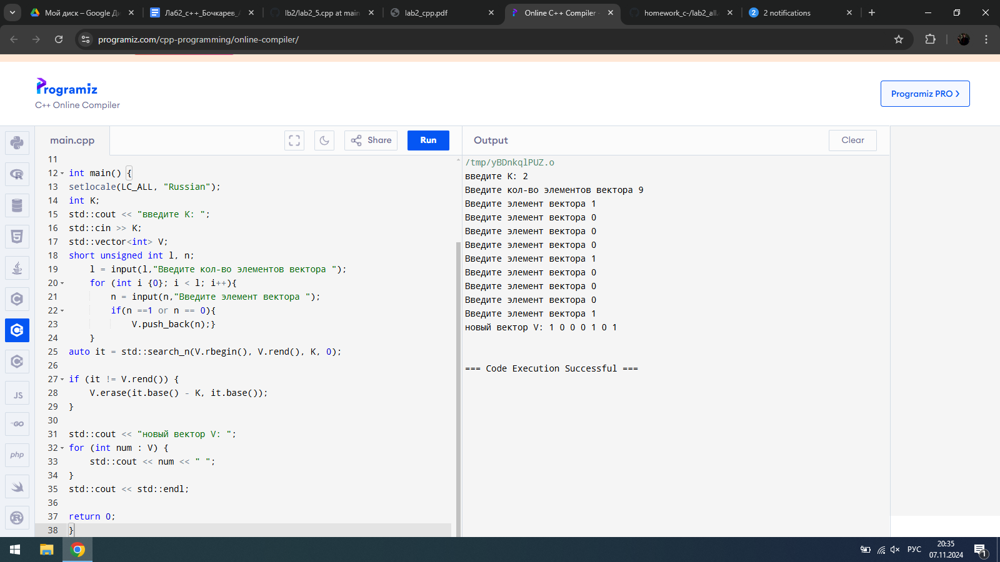 Мой диск – Google Ди
Лаб2_с++_Бочкарев_
lb2/lab2_5.cpp at main
lab2_cpp.pdf
Online C++ Compiler
homework_c-/lab2_all.
2 2 notifications
programiz.com/cpp-programming/online-compiler/
Programiz
C++ Online Compiler
Programiz PRO ❯
main.cpp
Share
Run
Output
Clear
11
12 int main() {
13 setlocale(LC_ALL, "Russian");
14 int K;
15 std::cout << "введите K: ";
16 std::cin >> K;
17 std::vector<int> V;
18 short unsigned int l, n;
19 l = input(l,"Введите кол-во элементов вектора ");
20 for (int i {0}; i < l; i++){
21 n = input(n,"Введите элемент вектора ");
22 if(n ==1 or n == 0){
23 V.push_back(n);}
24 }
25 auto it = std::search_n(V.rbegin(), V.rend(), K, 0);
26
27 if (it != V.rend()) {
28 V.erase(it.base() - K, it.base());
29 }
30
31 std::cout << "новый вектор V: ";
32 for (int num : V) {
33 std::cout << num << " ";
34 }
35 std::cout << std::endl;
36
37 return 0;
38 }
/tmp/yBDnkqlPUZ.o
введите K: 2
Введите кол-во элементов вектора 9
Введите элемент вектора 1
Введите элемент вектора 0
Введите элемент вектора 0
Введите элемент вектора 0
Введите элемент вектора 1
Введите элемент вектора 0
Введите элемент вектора 0
Введите элемент вектора 0
Введите элемент вектора 1
новый вектор V: 1 0 0 0 1 0 1
=== Code Execution Successful ===
JS
GO
php
РУС
20:35
07.11.2024
1